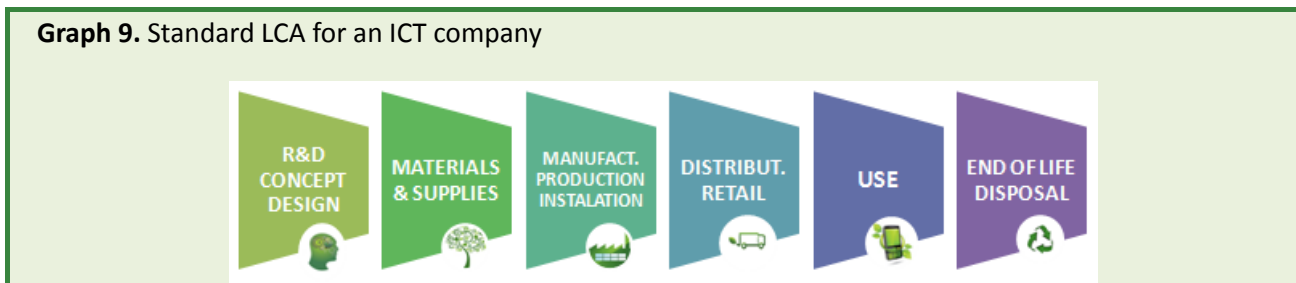 Graph 9. Standard LCA for an ICT company
R&D
CONCEPT
DESIGN
MATERIALS
& SUPPLIES
MANUFACT.
PRODUCTION
INSTALATION
DISTRIBUT.
RETAIL
USE
END OF LIFE
DISPOSAL